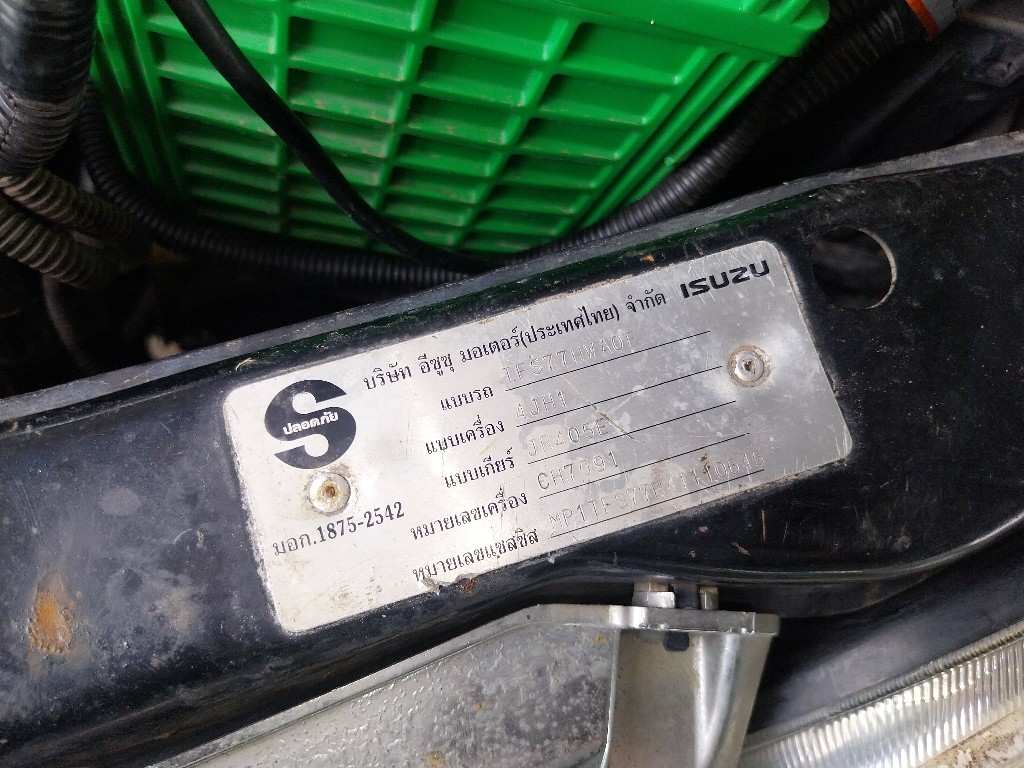 บริษัท อีซูซุ มอเตอร์(ประเทศไทย) จำกัด ISUZU
ปลอดภัย
มอก.1875-2542
แบบรถ TFS77HWA0F
แบบเครื่อง 4JH1
แบบเกียร์ JR405E
หมายเลขเครื่อง CH7691
หมายเลขแชสซีส